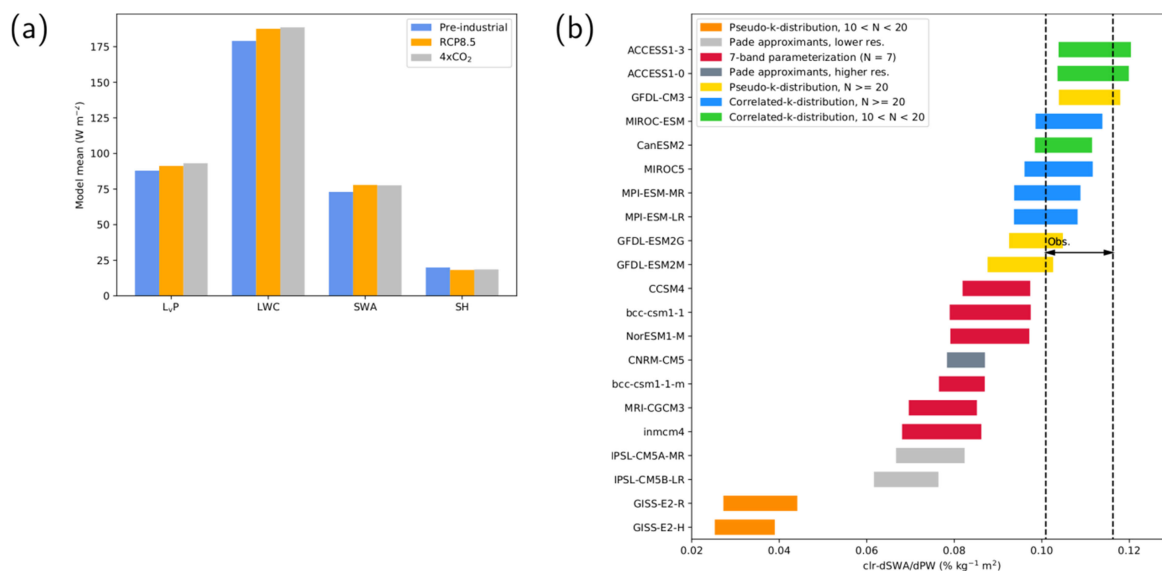 (a)
Model mean (W m⁻²)
175
150
125
100
75
50
25
0
Pre-industrial
RCP8.5
4xCO₂
LᵥP LWC SWA SH
(b)
Pseudo-k-distribution, 10 < N < 20
Pade approximants, lower res.
7-band parameterization (N = 7)
Pade approximants, higher res.
Pseudo-k-distribution, N >= 20
Correlated-k-distribution, N >= 20
Correlated-k-distribution, 10 < N < 20
ACCESS1-3
ACCESS1-0
GFDL-CM3
MIROC-ESM
CanESM2
MIROC5
MPI-ESM-MR
MPI-ESM-LR
GFDL-ESM2G
Obs.
GFDL-ESM2M
CCSM4
bcc-csm1-1
NorESM1-M
CNRM-CM5
bcc-csm1-1-m
MRI-CGCM3
inmcm4
IPSL-CM5A-MR
IPSL-CM5B-LR
GISS-E2-R
GISS-E2-H
0.02 0.04 0.06 0.08 0.10 0.12
clr-dSWA/dPW (% kg⁻¹ m²)